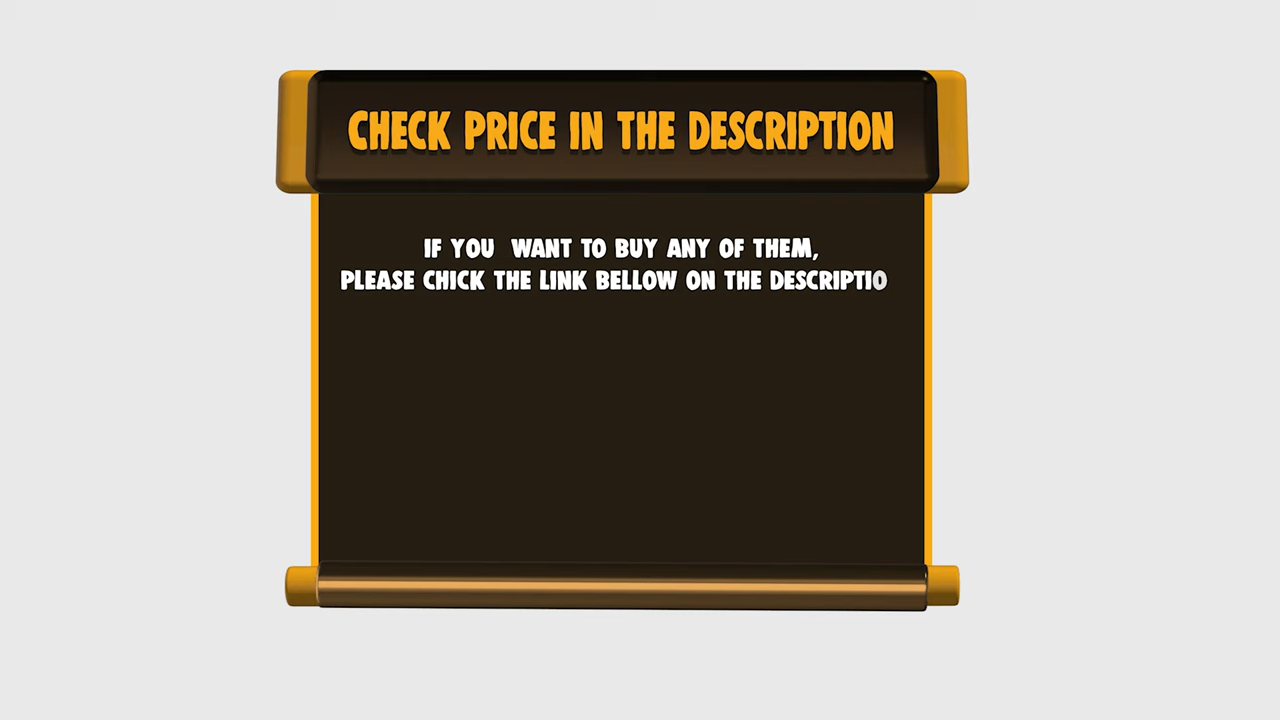 CHECK PRICE IN THE DESCRIPTION
IF YOU WANT TO BUY ANY OF THEM,
PLEASE CHICK THE LINK BELLOW ON THE DESCRIPTIO